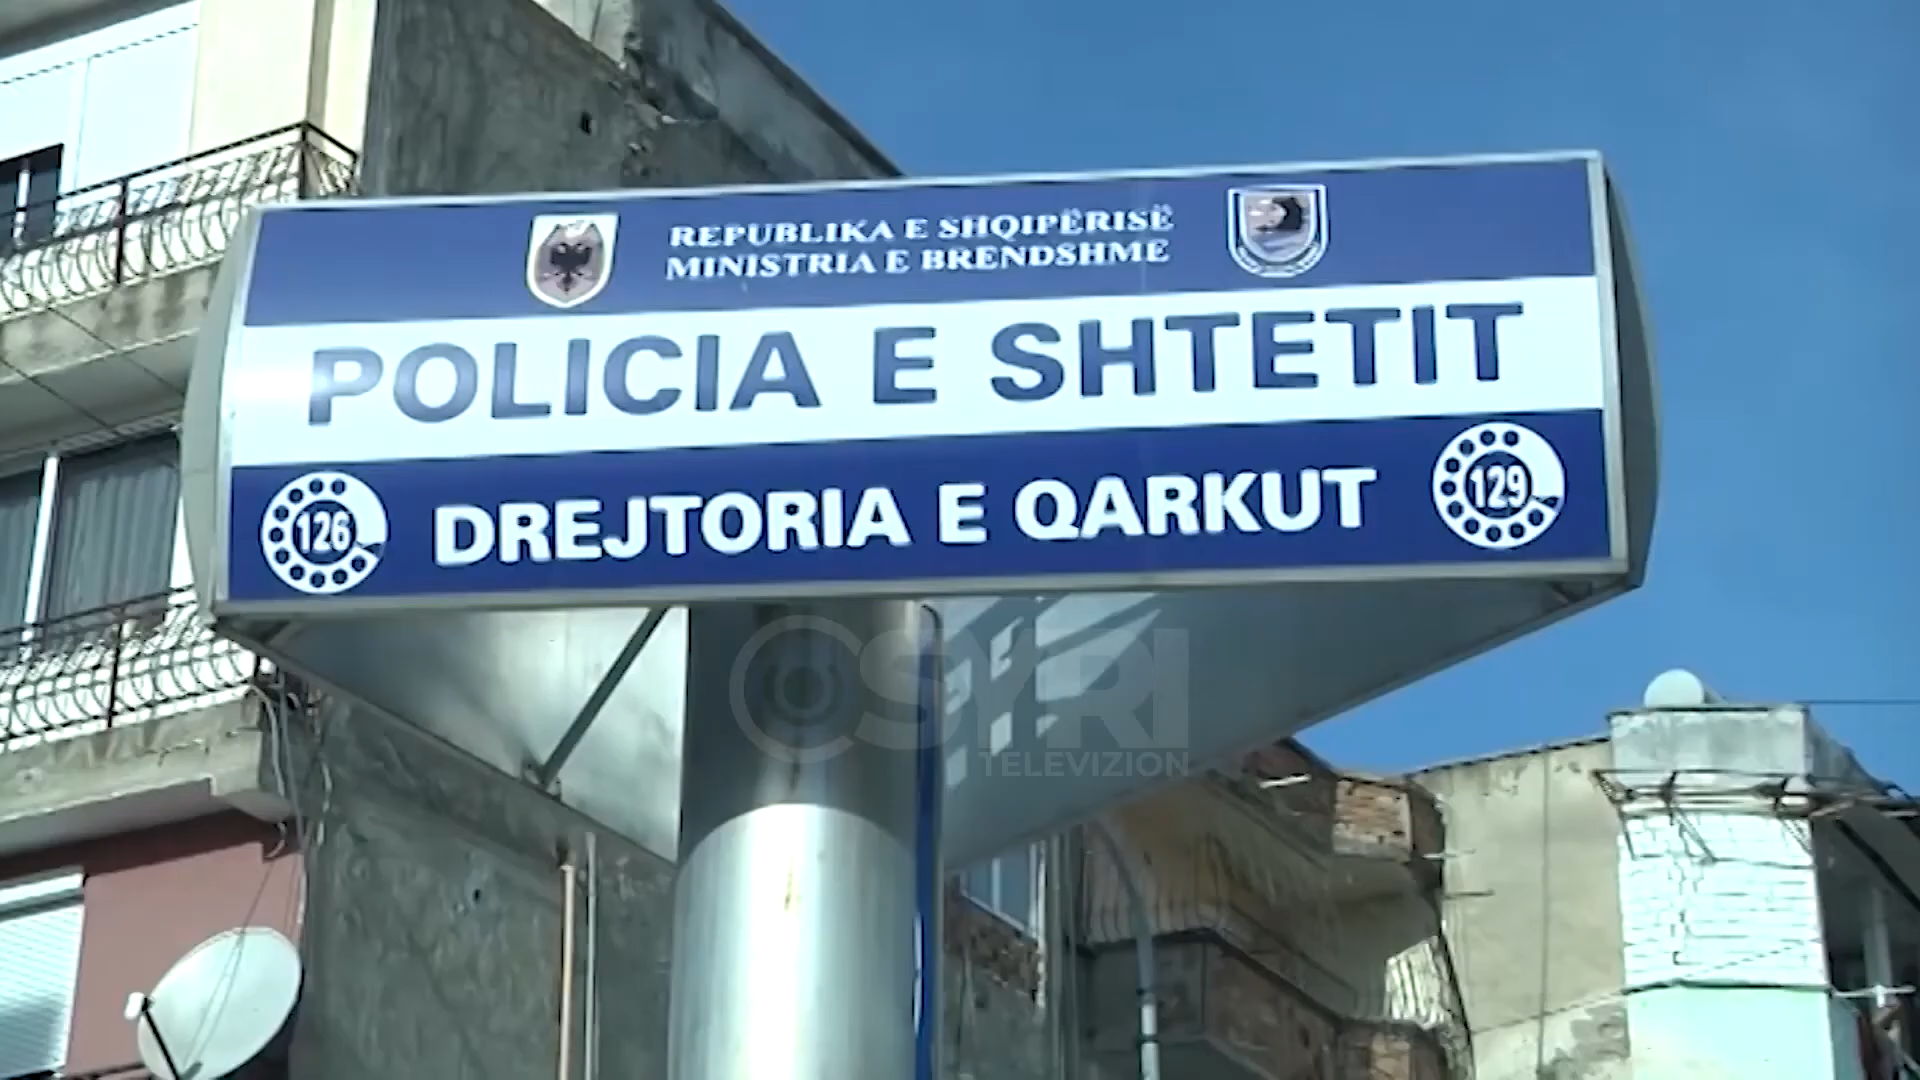 REPUBLIKA E SHQIPËRISË
MINISTRIA E BRENDSHME
POLICIA E SHTETIT
126 DREJTORIA E QARKUT 129
SYRI
TELEVIZION